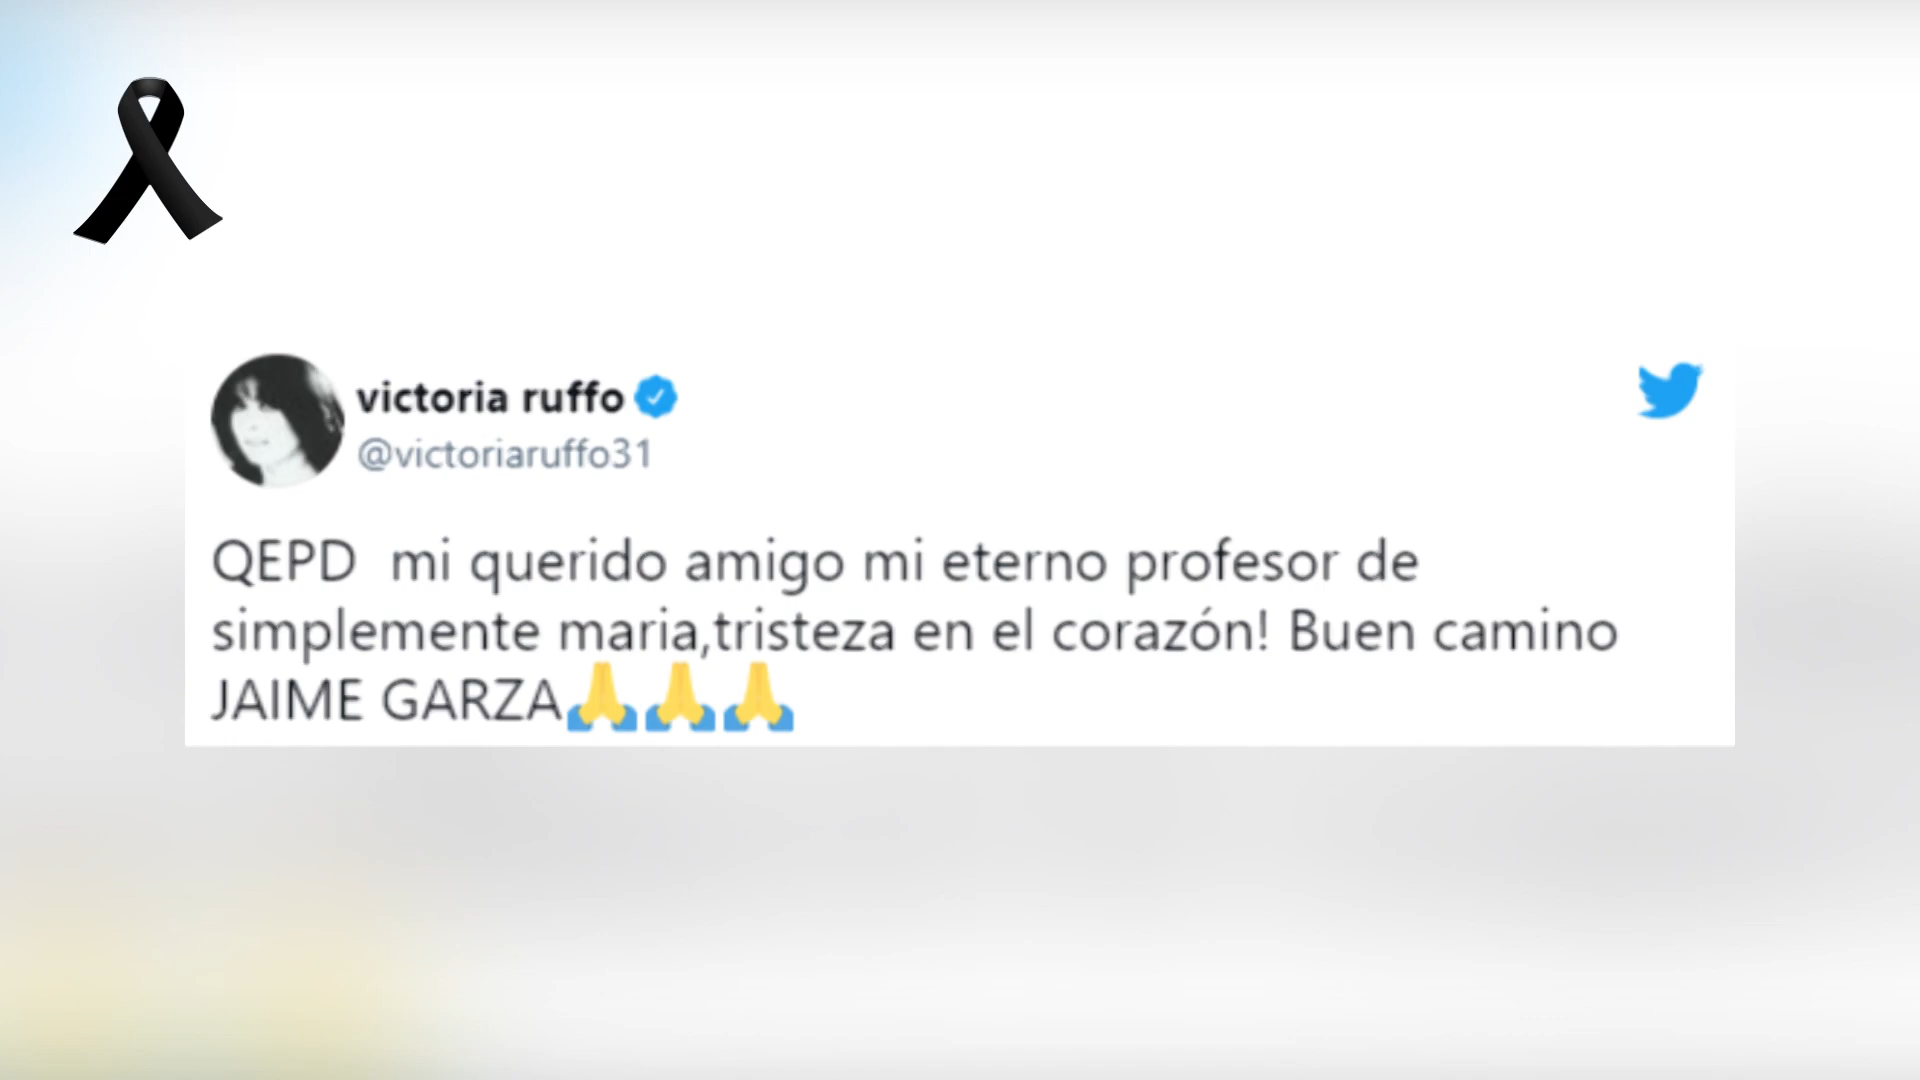 victoria ruffo
@victoriaruffo31
QEPD mi querido amigo mi eterno profesor de
simplemente maria,tristeza en el corazón! Buen camino
JAIME GARZA🙏🙏🙏